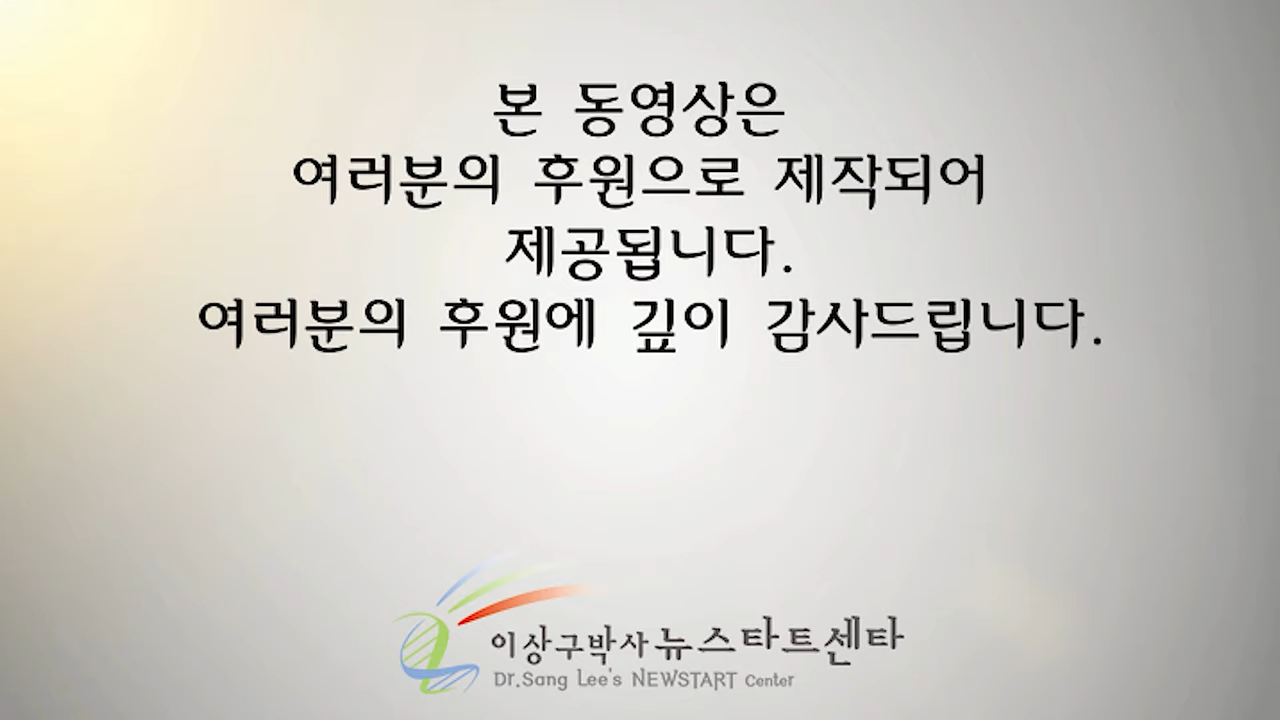 본 동영상은
여러분의 후원으로 제작되어
제공됩니다.
여러분의 후원에 깊이 감사드립니다.
이상구박사 뉴스타트센타
Dr.Sang Lee's NEWSTART Center